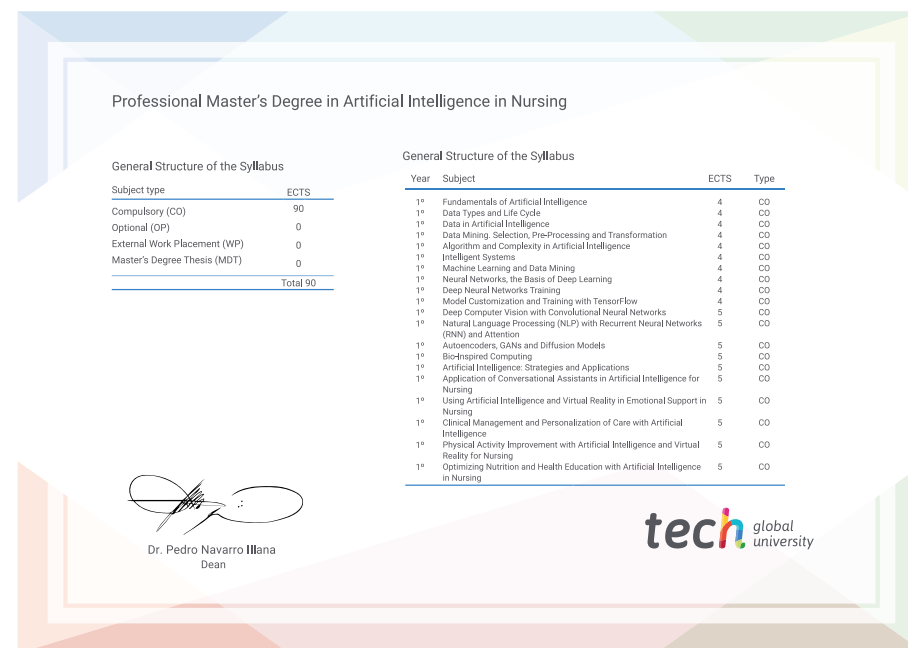 Professional Master's Degree in Artificial Intelligence in Nursing
General Structure of the Syllabus
Subject type ECTS
Compulsory (CO) 90
Optional (OP) 0
External Work Placement (WP) 0
Master's Degree Thesis (MDT) 0
Total 90
General Structure of the Syllabus
Year Subject ECTS Type
1º Fundamentals of Artificial Intelligence 4 CO
1º Data Types and Life Cycle 4 CO
1º Data in Artificial Intelligence 4 CO
1º Data Mining. Selection, Pre-Processing and Transformation 4 CO
1º Algorithm and Complexity in Artificial Intelligence 4 CO
1º Intelligent Systems 4 CO
1º Machine Learning and Data Mining 4 CO
1º Neural Networks, the Basis of Deep Learning 4 CO
1º Deep Neural Networks Training 4 CO
1º Model Customization and Training with TensorFlow 4 CO
1º Deep Computer Vision with Convolutional Neural Networks 5 CO
1º Natural Language Processing (NLP) with Recurrent Neural Networks 5 CO
(RNN) and Attention
1º Autoencoders, GANs and Diffusion Models 5 CO
1º Bio-Inspired Computing 5 CO
1º Artificial Intelligence: Strategies and Applications 5 CO
1º Application of Conversational Assistants in Artificial Intelligence for 5 CO
Nursing
1º Using Artificial Intelligence and Virtual Reality in Emotional Support in 5 CO
Nursing
1º Clinical Management and Personalization of Care with Artificial 5 CO
Intelligence
1º Physical Activity Improvement with Artificial Intelligence and Virtual 5 CO
Reality for Nursing
1º Optimizing Nutrition and Health Education with Artificial Intelligence 5 CO
in Nursing
Dr. Pedro Navarro Illana
Dean
tech global
university